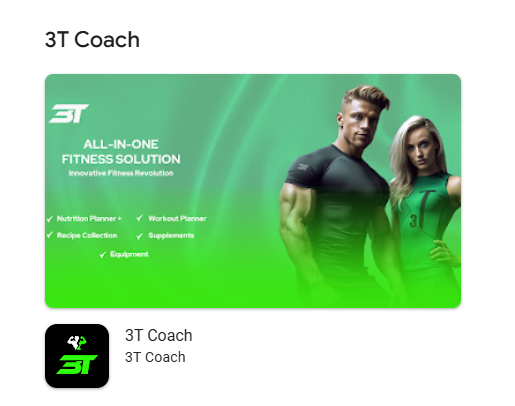 3T Coach
3T
ALL-IN-ONE
FITNESS SOLUTION
Innovative Fitness Revolution
✓ Nutrition Planner + ✓ Workout Planner
✓ Recipe Collection ✓ Supplements
✓ Equipment
3T
3T
3T Coach
3T Coach